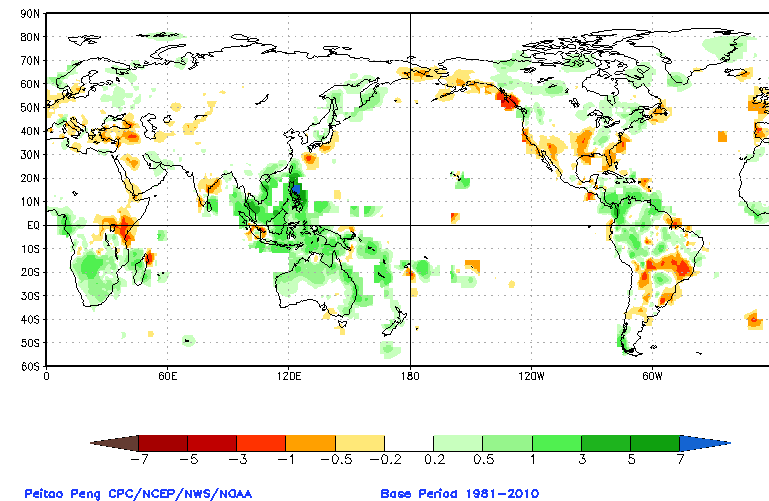 90N
80N
70N
60N
50N
40N
30N
20N
10N
EQ
10S
20S
30S
40S
50S
60S
0 60E 120E 180 120W 60W
-7 -5 -3 -1 -0.5 -0.2 0.2 0.5 1 3 5 7
Peitao Peng CPC/NCEP/NWS/NOAA Base Period 1981-2010